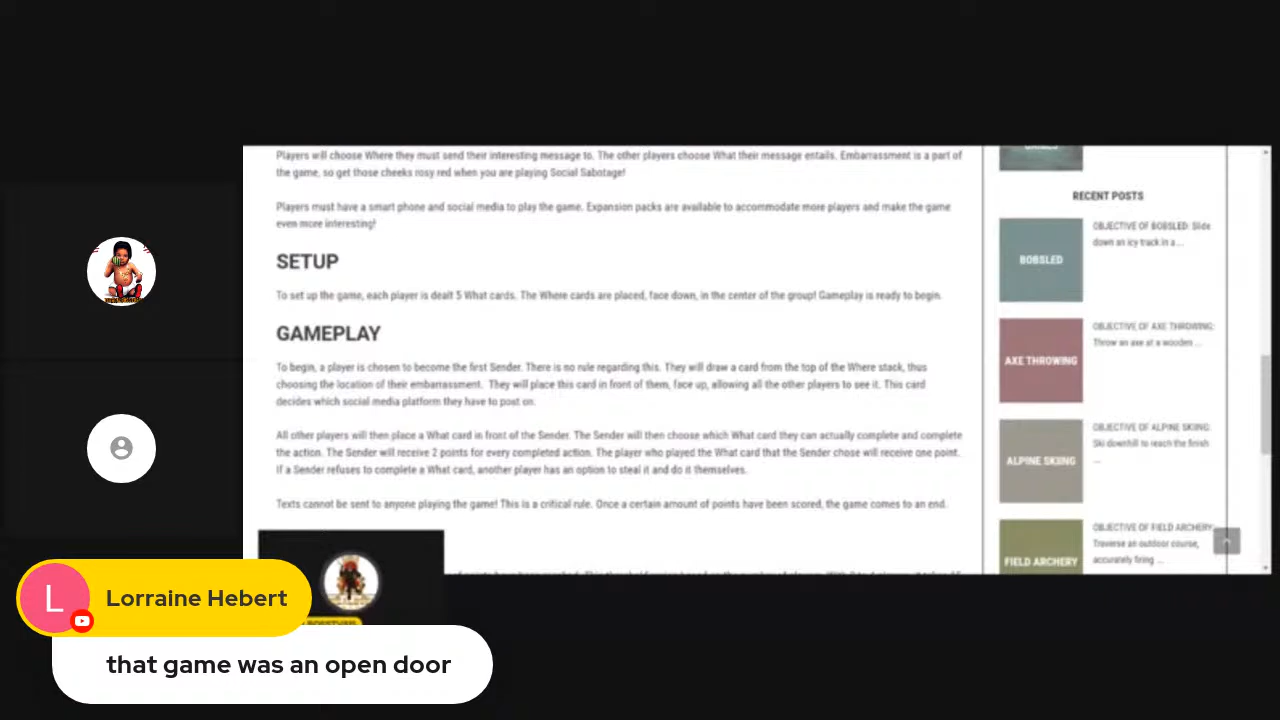 Players will choose Where they must send their interesting message to. The other players choose What their message entails. Embarrassment is a part of
the game, so get those cheeks rosy red when you are playing Social Sabotage!
Players must have a smart phone and social media to play the game. Expansion packs are available to accommodate more players and make the game
even more interesting!
SETUP
To set up the game, each player is dealt 5 What cards. The Where cards are placed, face down, in the center of the group! Gameplay is ready to begin.
GAMEPLAY
To begin, a player is chosen to become the first Sender. There is no rule regarding this. They will draw a card from the top of the Where stack, thus
choosing the location of their embarrassment. They will place this card in front of them, face up, allowing all the other players to see it. This card
decides which social media platform they have to post on.
All other players will then place a What card in front of the Sender. The Sender will then choose which What card they can actually complete and complete
the action. The Sender will receive 2 points for every completed action. The player who played the What card that the Sender chose will receive one point.
If a Sender refuses to complete a What card, another player has an option to steal it and do it themselves.
Texts cannot be sent to anyone playing the game! This is a critical rule. Once a certain amount of points have been scored, the game comes to an end.
RECENT POSTS
BOBSLED
OBJECTIVE OF BOBSLED: Slide
down an icy track in a ...
AXE THROWING
OBJECTIVE OF AXE THROWING:
Throw an axe at a wooden ...
ALPINE SKIING
OBJECTIVE OF ALPINE SKIING:
Ski downhill to reach the finish
...
FIELD ARCHERY
OBJECTIVE OF FIELD ARCHERY:
Traverse an outdoor course,
accurately firing ...
L
Lorraine Hebert
that game was an open door